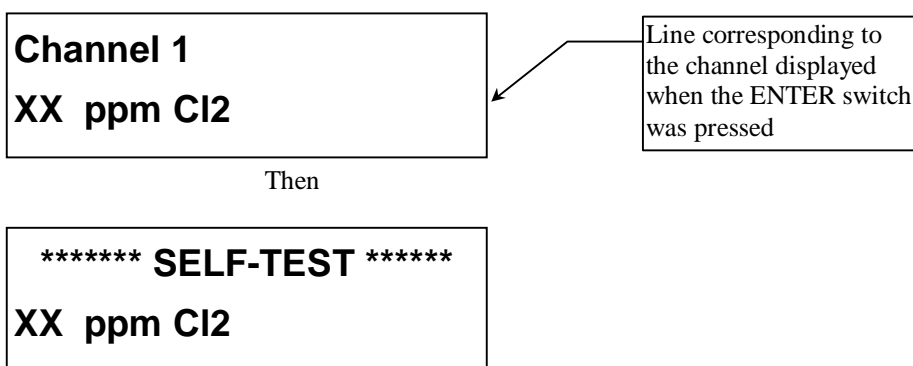 Channel 1
XX ppm Cl2
Line corresponding to
the channel displayed
when the ENTER switch
was pressed
Then
******* SELF-TEST ******
XX ppm Cl2